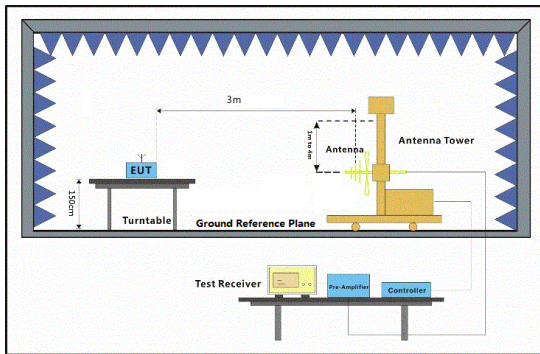 3m
1m to 4m
Antenna
Antenna Tower
EUT
150cm
Turntable
Ground Reference Plane
Test Receiver
Pre-Amplifier
Controller